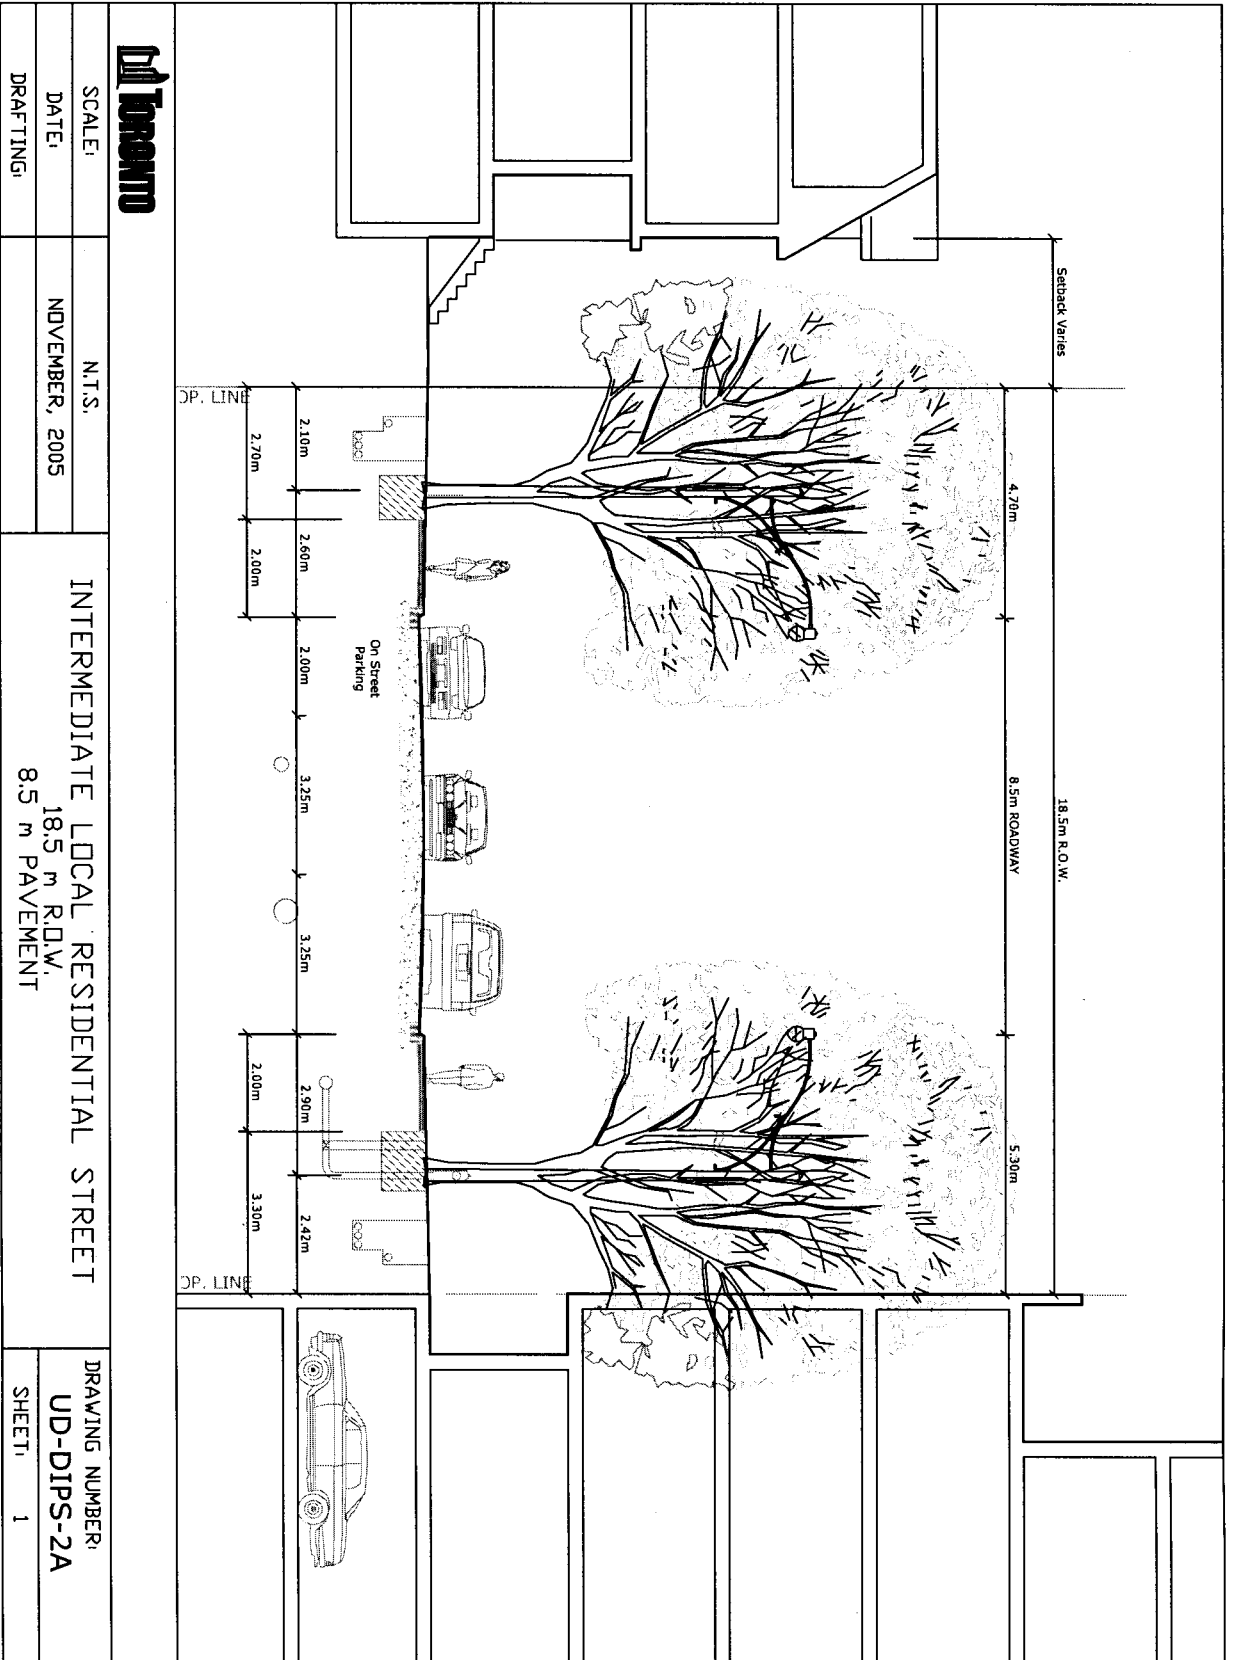 Setback Varies
18.5m R.O.W.
4.70m
8.5m ROADWAY
5.30m
On Street
Parking
2.10m
2.60m
2.00m
3.25m
3.25m
2.90m
2.42m
2.70m
2.00m
2.00m
3.30m
OP. LINE
OP. LINE
TORONTO
SCALE:
N.T.S.
DATE:
NOVEMBER, 2005
DRAFTING:
INTERMEDIATE LOCAL RESIDENTIAL STREET
18.5 m R.O.W.
8.5 m PAVEMENT
DRAWING NUMBER:
UD-DIPS-2A
SHEET: 1